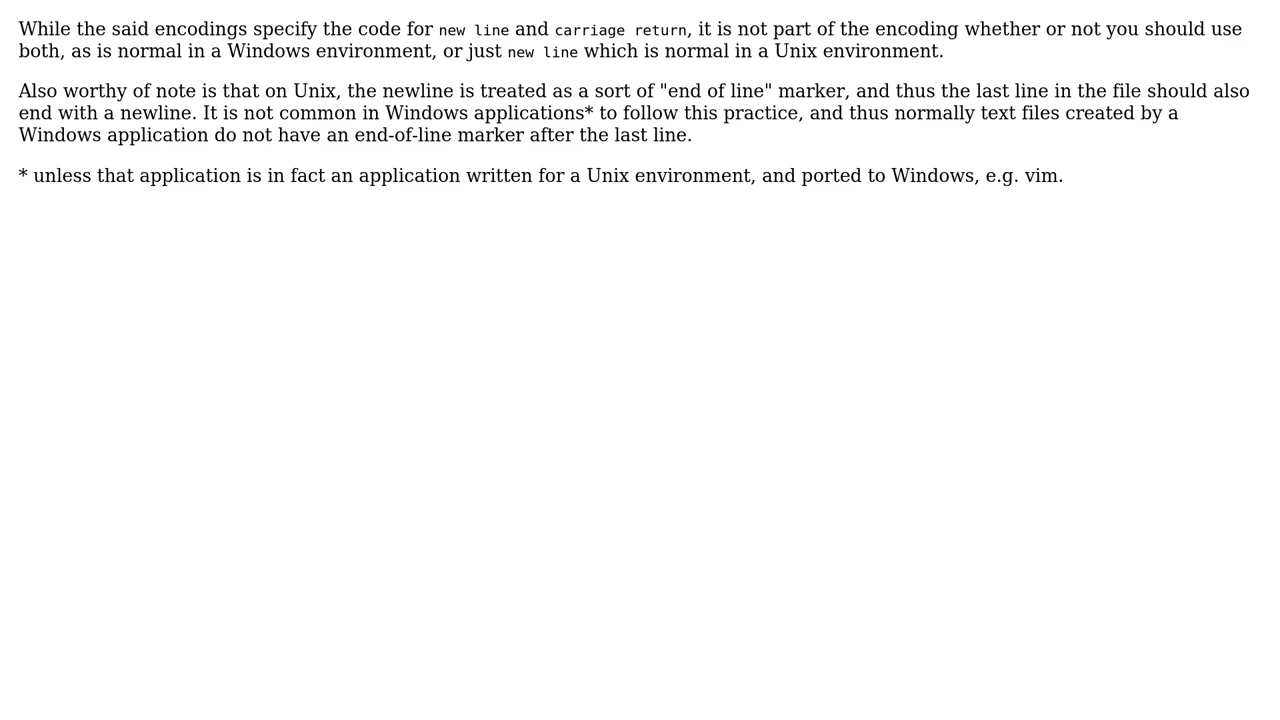 While the said encodings specify the code for new line and carriage return, it is not part of the encoding whether or not you should use
both, as is normal in a Windows environment, or just new line which is normal in a Unix environment.
Also worthy of note is that on Unix, the newline is treated as a sort of "end of line" marker, and thus the last line in the file should also
end with a newline. It is not common in Windows applications* to follow this practice, and thus normally text files created by a
Windows application do not have an end-of-line marker after the last line.
* unless that application is in fact an application written for a Unix environment, and ported to Windows, e.g. vim.